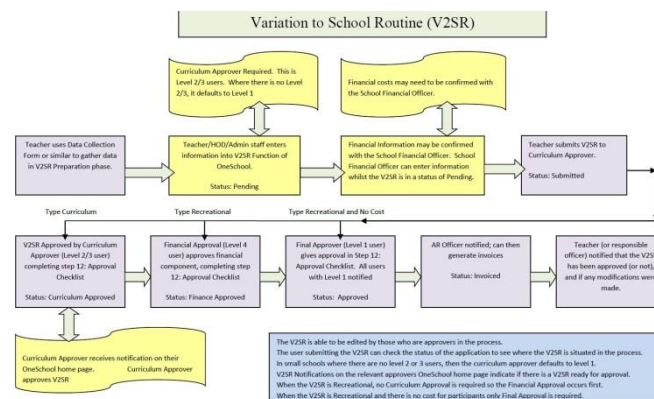 Variation to School Routine (V2SR)
Curriculum Approver Required. This is
Level 2/3 users. Where there is no Level
2/3, it defaults to Level 1
Financial costs may need to be confirmed with
the School Financial Officer.
Teacher uses Data Collection
Form or similar to gather data
in V2SR Preparation phase.
Teacher/HOD/Admin staff enters
information into V2SR Function of
OneSchool.
Status: Pending
Financial Information may be confirmed
with the School Financial Officer. School
Financial Officer can enter information
whilst the V2SR is in a status of Pending.
Teacher submits V2SR to
Curriculum Approver.
Status: Submitted
Type Curriculum
Type Recreational
Type Recreational and No Cost
V2SR Approved by Curriculum
Approver (Level 2/3 user)
completing step 12: Approval
Checklist
Status: Curriculum Approved
Financial Approval (Level 4
user) approves financial
component, completing step
12: Approval Checklist
Status: Finance Approved
Final Approver (Level 1 user)
gives approval in Step 12:
Approval Checklist. All users
with Level 1 notified
Status: Approved
AR Officer notified; can then
generate invoices
Status: Invoiced
Teacher (or responsible
officer) notified that the V2SR
has been approved (or not),
and if any modifications were
made.
Curriculum Approver receives notification on their
OneSchool home page. Curriculum Approver
approves V2SR
The V2SR is able to be edited by those who are approvers in the process.
The user submitting the V2SR can check the status of the application to see where the V2SR is situated in the process.
In small schools where there are no level 2 or 3 users, then the curriculum approver defaults to level 1.
V2SR Notifications on the relevant approvers OneSchool home page indicate if there is a V2SR ready for approval.
When the V2SR is Recreational, no Curriculum Approval is required so the Financial Approval occurs first.
When the V2SR is Recreational and there is no cost for participants only Final Approval is required.